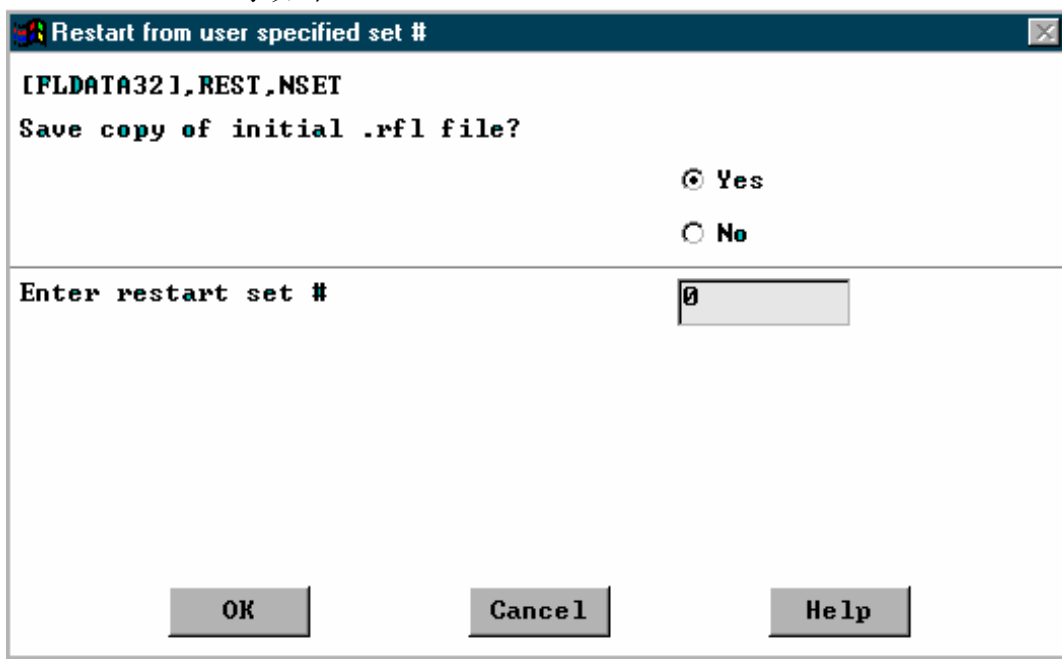 Restart from user specified set #
[FLDATA32],REST,NSET
Save copy of initial .rfl file?
Yes
No
Enter restart set #
0
OK Cancel Help